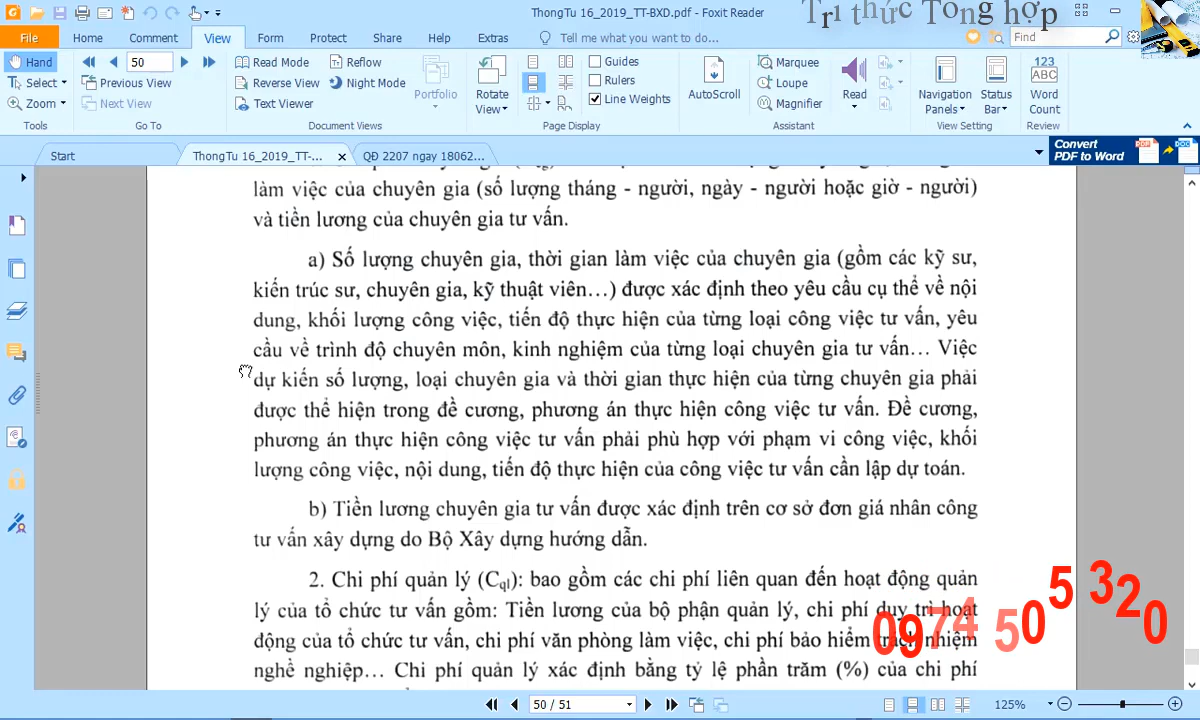 ThongTu 16_2019_TT-BXD.pdf - Foxit Reader
Tri thức Tổng hợp
File Home Comment View Form Protect Share Help Extras Tell me what you want to do... Find
Hand 50 Read Mode Reflow Guides Marquee
Select Previous View Reverse View Night Mode Portfolio Rotate View Rulers AutoScroll Loupe Read Navigation Panels Status Bar Word Count
Zoom Next View Text Viewer Line Weights Magnifier
123
ABC
Tools Go To Document Views Page Display Assistant View Setting Review
Start ThongTu 16_2019_TT-... QĐ 2207 ngay 18062... Convert PDF to Word
làm việc của chuyên gia (số lượng tháng - người, ngày - người hoặc giờ - người)
và tiền lương của chuyên gia tư vấn.
a) Số lượng chuyên gia, thời gian làm việc của chuyên gia (gồm các kỹ sư,
kiến trúc sư, chuyên gia, kỹ thuật viên…) được xác định theo yêu cầu cụ thể về nội
dung, khối lượng công việc, tiến độ thực hiện của từng loại công việc tư vấn, yêu
cầu về trình độ chuyên môn, kinh nghiệm của từng loại chuyên gia tư vấn… Việc
dự kiến số lượng, loại chuyên gia và thời gian thực hiện của từng chuyên gia phải
được thể hiện trong đề cương, phương án thực hiện công việc tư vấn. Đề cương,
phương án thực hiện công việc tư vấn phải phù hợp với phạm vi công việc, khối
lượng công việc, nội dung, tiến độ thực hiện của công việc tư vấn cần lập dự toán.
b) Tiền lương chuyên gia tư vấn được xác định trên cơ sở đơn giá nhân công
tư vấn xây dựng do Bộ Xây dựng hướng dẫn.
2. Chi phí quản lý (Cql): bao gồm các chi phí liên quan đến hoạt động quản
lý của tổ chức tư vấn gồm: Tiền lương của bộ phận quản lý, chi phí duy trì hoạt
động của tổ chức tư vấn, chi phí văn phòng làm việc, chi phí bảo hiểm trách nhiệm
nghề nghiệp… Chi phí quản lý xác định bằng tỷ lệ phần trăm (%) của chi phí
0974 505 320
50 / 51 125%